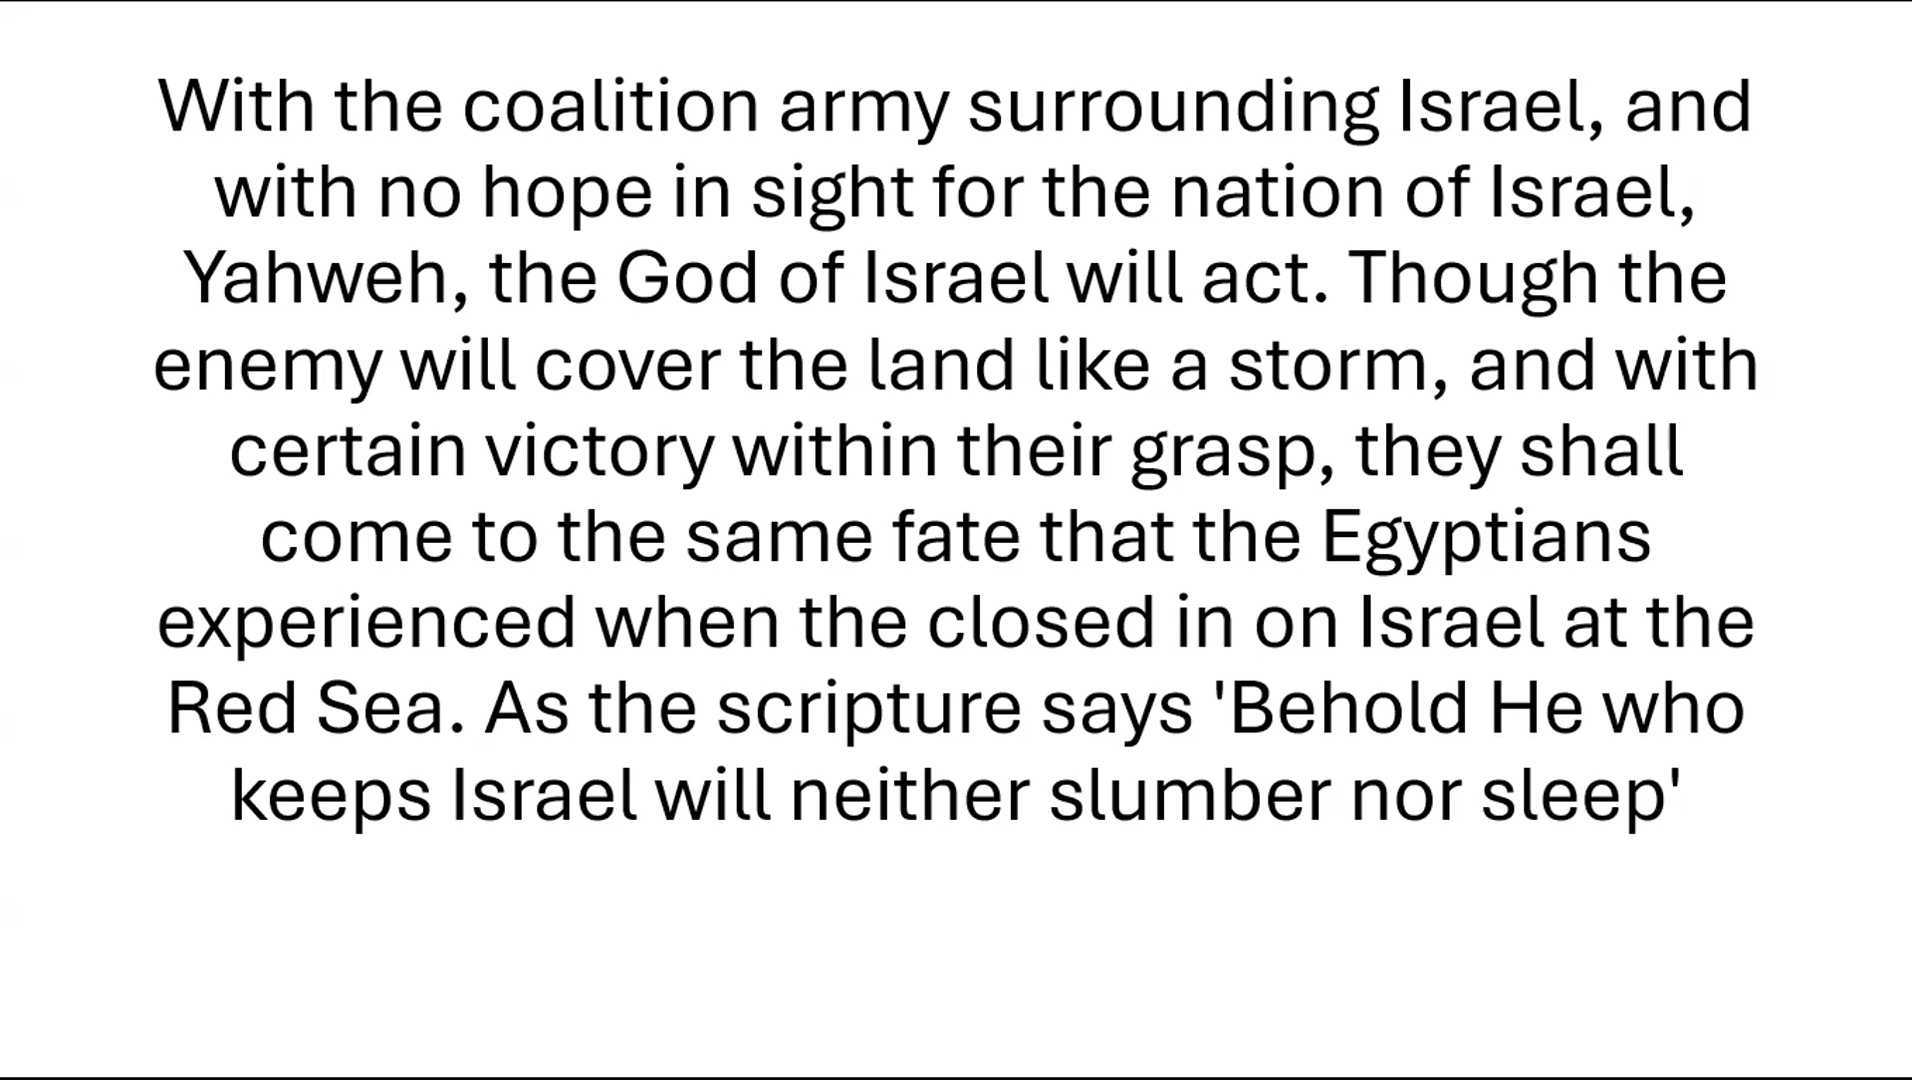 With the coalition army surrounding Israel, and
with no hope in sight for the nation of Israel,
Yahweh, the God of Israel will act. Though the
enemy will cover the land like a storm, and with
certain victory within their grasp, they shall
come to the same fate that the Egyptians
experienced when the closed in on Israel at the
Red Sea. As the scripture says 'Behold He who
keeps Israel will neither slumber nor sleep'